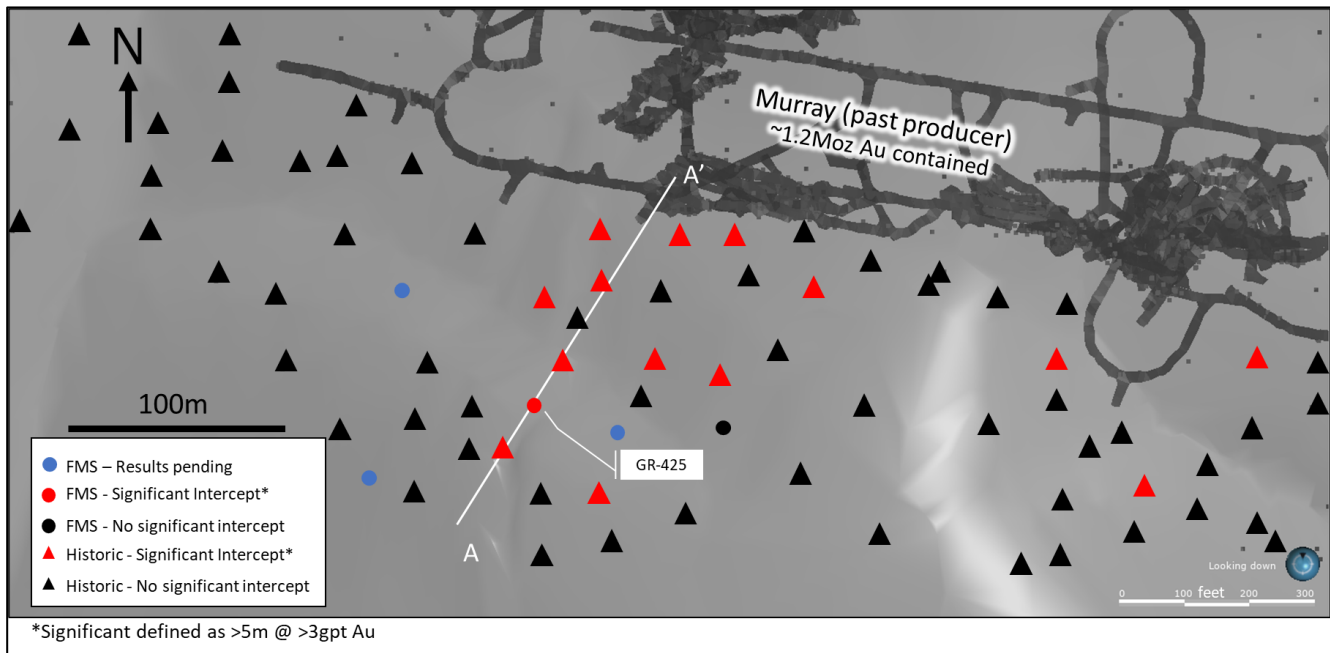 N
Murray (past producer)
~1.2Moz Au contained
A’
100m
GR-425
A
FMS – Results pending
FMS - Significant Intercept*
FMS - No significant intercept
Historic - Significant Intercept*
Historic - No significant intercept
Looking down
0 100 feet 200 300
*Significant defined as >5m @ >3gpt Au